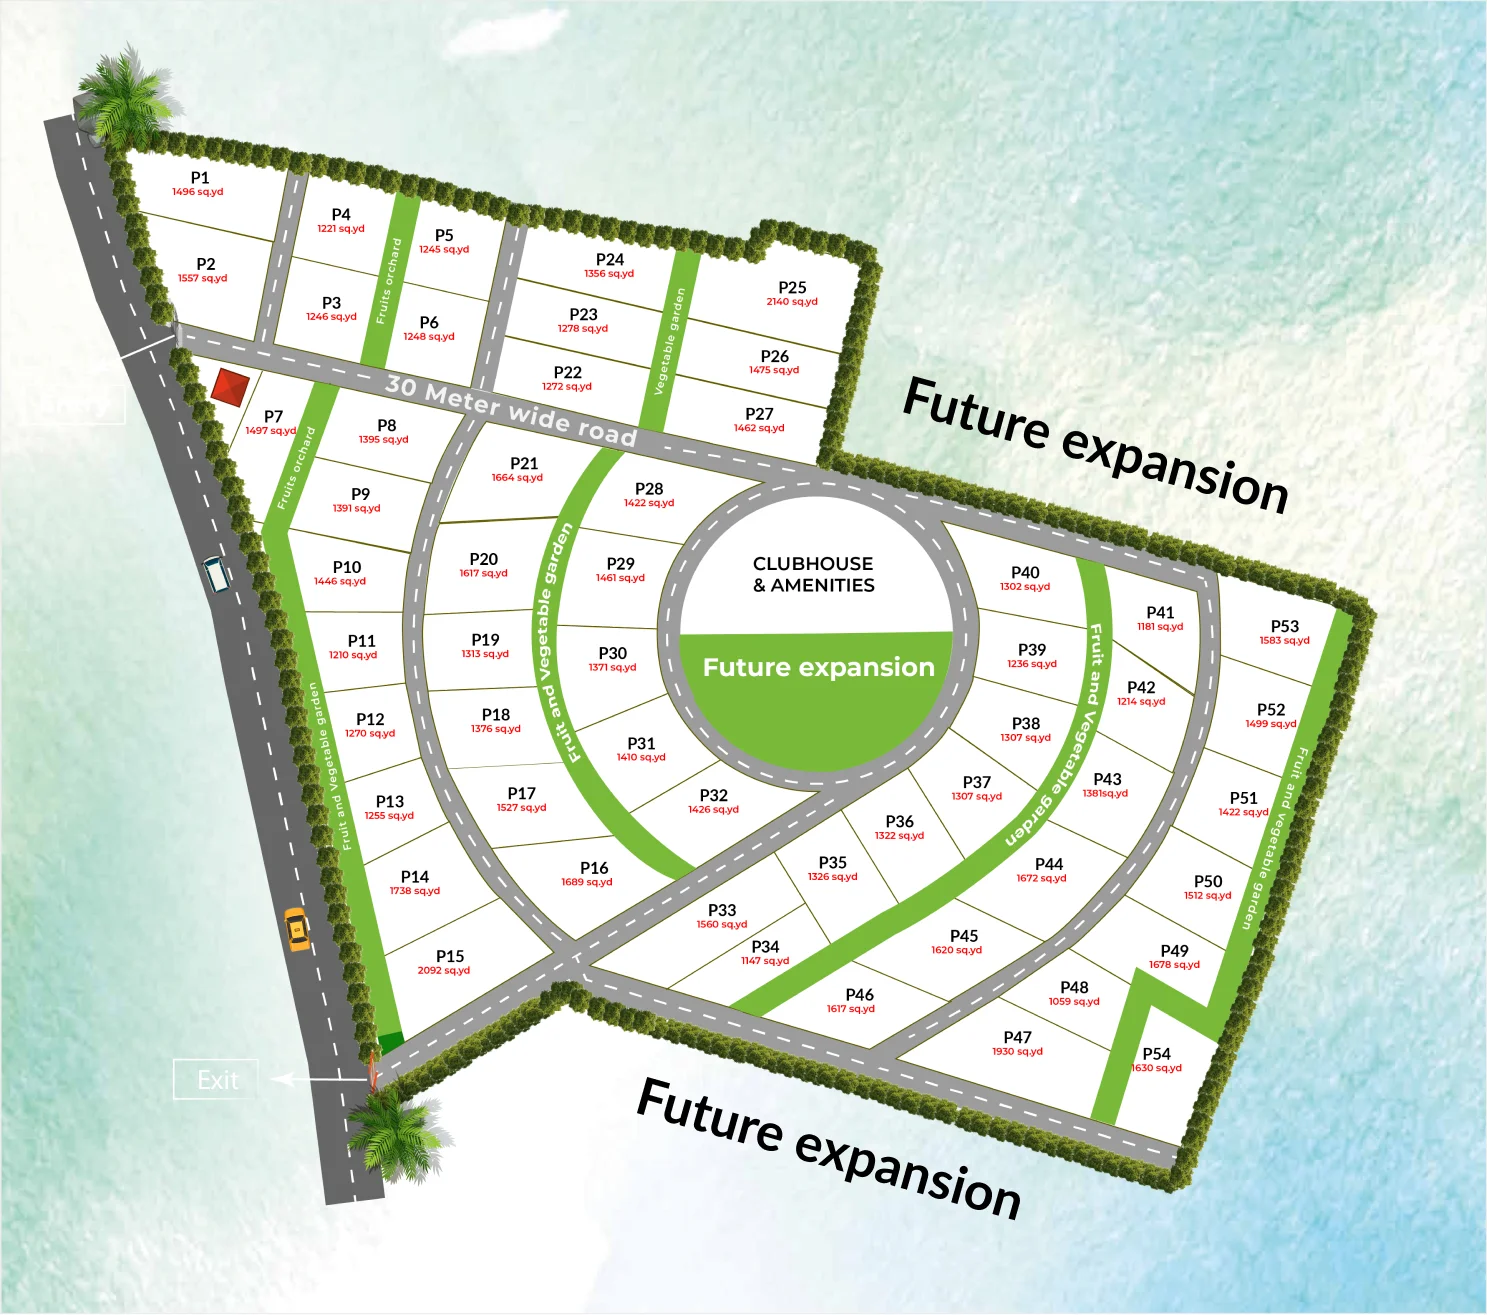 P1
1496 sq.yd
P2
1557 sq.yd
P4
1221 sq.yd
P3
1246 sq.yd
Fruits orchard
P5
1245 sq.yd
P6
1248 sq.yd
P24
1356 sq.yd
P23
1278 sq.yd
P22
1272 sq.yd
Vegetable garden
P25
2140 sq.yd
P26
1475 sq.yd
P27
1462 sq.yd
30 Meter wide road
Future expansion
P7
1497 sq.yd
Fruits orchard
P8
1395 sq.yd
P9
1391 sq.yd
P10
1446 sq.yd
P11
1210 sq.yd
P12
1270 sq.yd
P13
1255 sq.yd
P14
1738 sq.yd
P15
2092 sq.yd
Fruit and Vegetable garden
P21
1664 sq.yd
P20
1617 sq.yd
P19
1313 sq.yd
P18
1376 sq.yd
P17
1527 sq.yd
P16
1689 sq.yd
Fruit and Vegetable garden
P28
1422 sq.yd
P29
1461 sq.yd
P30
1371 sq.yd
P31
1410 sq.yd
P32
1426 sq.yd
CLUBHOUSE
& AMENITIES
Future expansion
P40
1302 sq.yd
P39
1236 sq.yd
P38
1307 sq.yd
P37
1307 sq.yd
P36
1322 sq.yd
P35
1326 sq.yd
P33
1560 sq.yd
P34
1147 sq.yd
Fruit and Vegetable garden
P41
1181 sq.yd
P42
1214 sq.yd
P43
1381sq.yd
P44
1672 sq.yd
P45
1620 sq.yd
P46
1617 sq.yd
P53
1583 sq.yd
P52
1499 sq.yd
P51
1422 sq.yd
P50
1512 sq.yd
P49
1678 sq.yd
P48
1059 sq.yd
P47
1930 sq.yd
P54
1630 sq.yd
Fruit and vegetable garden
Exit
Future expansion